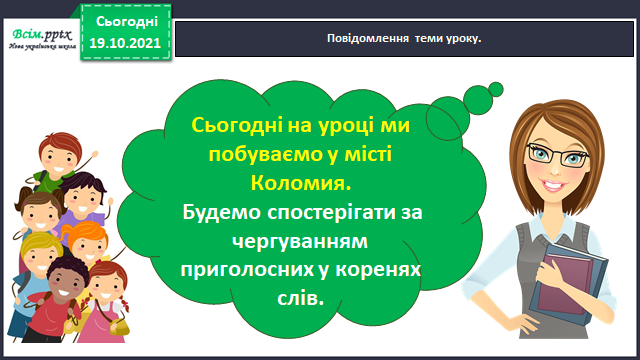 Всім.pptx
Нова українська школа
Сьогодні
19.10.2021
Повідомлення теми уроку.
Сьогодні на уроці ми
побуваємо у місті
Коломия.
Будемо спостерігати за
чергуванням
приголосних у коренях
слів.